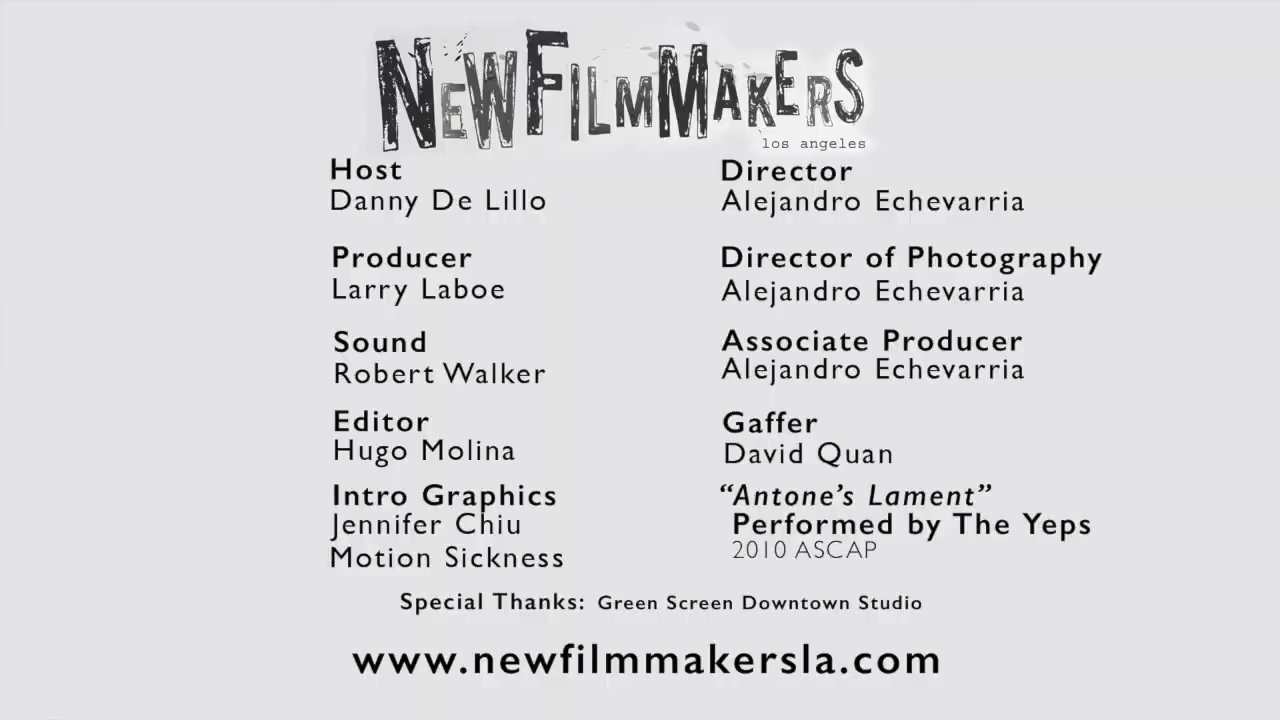 NEWFILMMAKERS
los angeles
Host
Danny De Lillo
Producer
Larry Laboe
Sound
Robert Walker
Editor
Hugo Molina
Intro Graphics
Jennifer Chiu
Motion Sickness
Director
Alejandro Echevarria
Director of Photography
Alejandro Echevarria
Associate Producer
Alejandro Echevarria
Gaffer
David Quan
“Antone’s Lament”
Performed by The Yeps
2010 ASCAP
Special Thanks: Green Screen Downtown Studio
www.newfilmmakersla.com